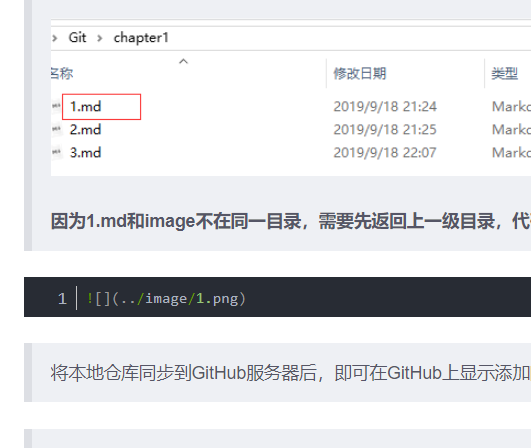 Git › chapter1
名称 修改日期 类型
1.md 2019/9/18 21:24
2.md 2019/9/18 21:25
3.md 2019/9/18 22:07
因为1.md和image不在同一目录，需要先返回上一级目录，代
1 ![](../image/1.png)
将本地仓库同步到GitHub服务器后，即可在GitHub上显示添加